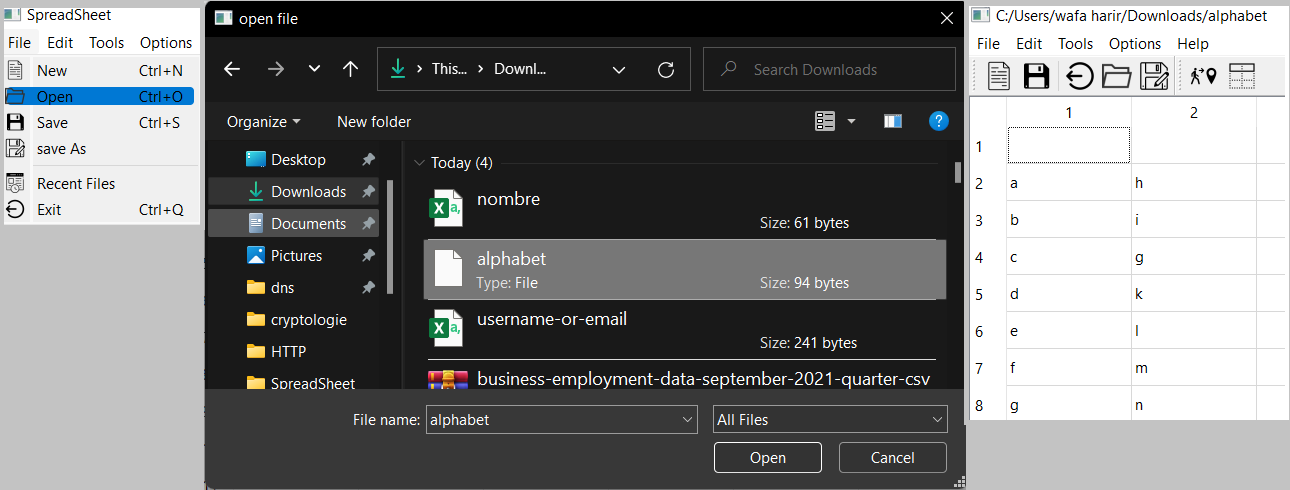 SpreadSheet
File Edit Tools Options
New Ctrl+N
Open Ctrl+O
Save Ctrl+S
save As
Recent Files
Exit Ctrl+Q
open file
This... Downl...
Search Downloads
Organize New folder
Desktop
Downloads
Documents
Pictures
dns
cryptologie
HTTP
SpreadSheet
Today (4)
nombre
Size: 61 bytes
alphabet
Type: File Size: 94 bytes
username-or-email
Size: 241 bytes
business-employment-data-september-2021-quarter-csv
File name: alphabet All Files
Open Cancel
C:/Users/wafa harir/Downloads/alphabet
File Edit Tools Options Help
1 2
1
2 a h
3 b i
4 c g
5 d k
6 e l
7 f m
8 g n